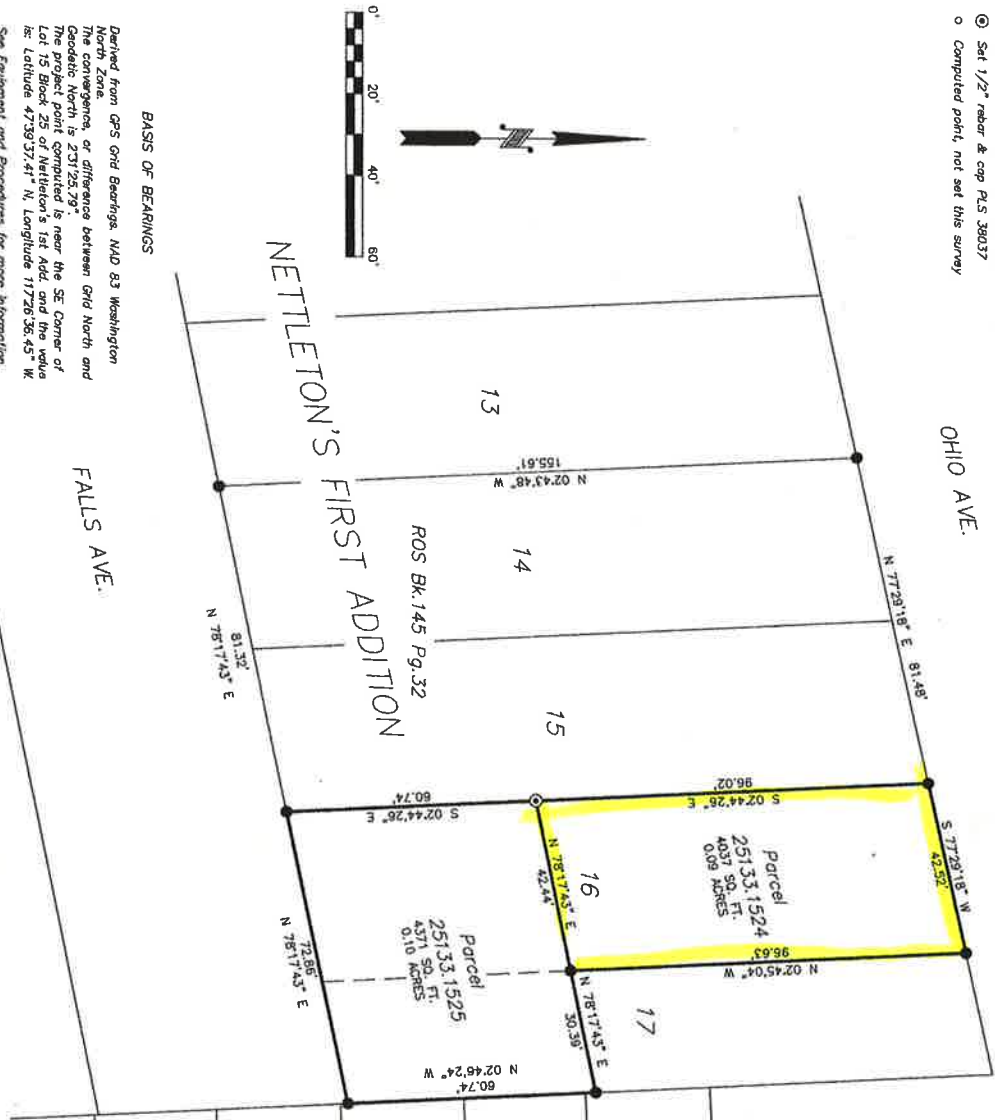 Set 1/2" rebar & cap PLS 38037
Computed point, not set this survey
0'
20'
40'
60'
BASIS OF BEARINGS
Derived from GPS Grid Bearings. NAD 83 Washington
North Zone.
The convergence, or difference between Grid North and
Geodetic North is 2°31'25.79".
The project point computed is near the SE Corner of
Lot 15 Block 25 of Nettleton's 1st Add. and the value
is: Latitude 47°39'37.41" N, Longitude 117°26'36.45" W.
See Equipment and Procedures for more information
OHIO AVE.
N 77°29'18" E 81.48'
S 77°29'18" W
42.52'
13
155.61'
N 02°43'48" W
14
ROS Bk.145 Pg.32
15
NETTLETON'S FIRST ADDITION
96.02'
S 02°44'26" E
Parcel
25133.1524
4037 SQ. FT.
0.09 ACRES
96.63'
N 02°45'04" W
16
N 78°17'43" E
42.44'
17
N 78°17'43" E
30.39'
60.74'
S 02°44'26" E
Parcel
25133.1525
4371 SQ. FT.
0.10 ACRES
N 02°46'24" W
60.74'
81.32'
N 78°17'43" E
72.86'
N 78°17'43" E
FALLS AVE.